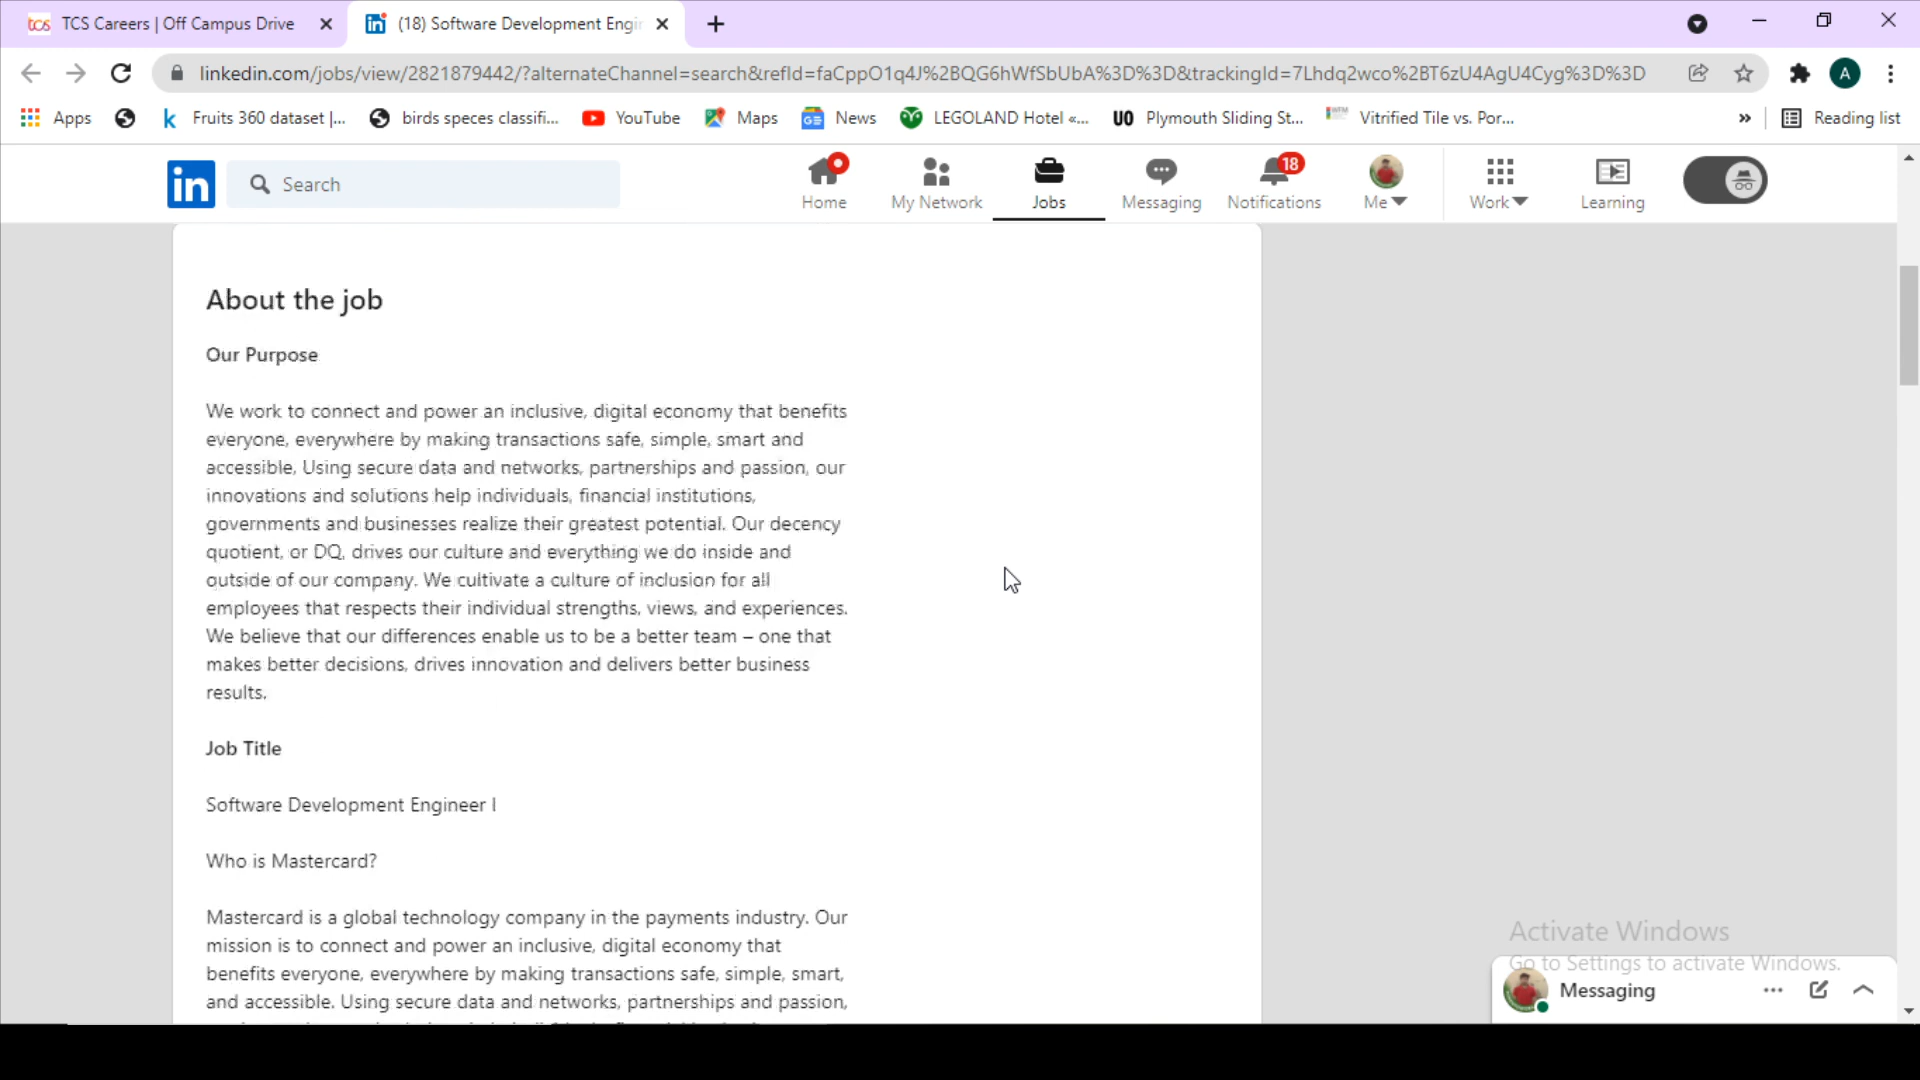 tcs TCS Careers | Off Campus Drive
in (18) Software Development Engi
linkedin.com/jobs/view/2821879442/?alternateChannel=search&refId=faCppO1q4J%2BQG6hWfSbUbA%3D%3D&trackingId=7Lhdq2wco%2BT6zU4AgU4Cyg%3D%3D
A
Apps
k Fruits 360 dataset |...
birds speces classifi...
YouTube
Maps
News
LEGOLAND Hotel «...
UO Plymouth Sliding St...
Vitrified Tile vs. Por...
»
Reading list
in
Search
Home
My Network
Jobs
Messaging
18
Notifications
Me
Work
Learning
About the job
Our Purpose
We work to connect and power an inclusive, digital economy that benefits
everyone, everywhere by making transactions safe, simple, smart and
accessible. Using secure data and networks, partnerships and passion, our
innovations and solutions help individuals, financial institutions,
governments and businesses realize their greatest potential. Our decency
quotient, or DQ, drives our culture and everything we do inside and
outside of our company. We cultivate a culture of inclusion for all
employees that respects their individual strengths, views, and experiences.
We believe that our differences enable us to be a better team – one that
makes better decisions, drives innovation and delivers better business
results.
Job Title
Software Development Engineer I
Who is Mastercard?
Mastercard is a global technology company in the payments industry. Our
mission is to connect and power an inclusive, digital economy that
benefits everyone, everywhere by making transactions safe, simple, smart,
and accessible. Using secure data and networks, partnerships and passion,
Activate Windows
Go to Settings to activate Windows.
Messaging